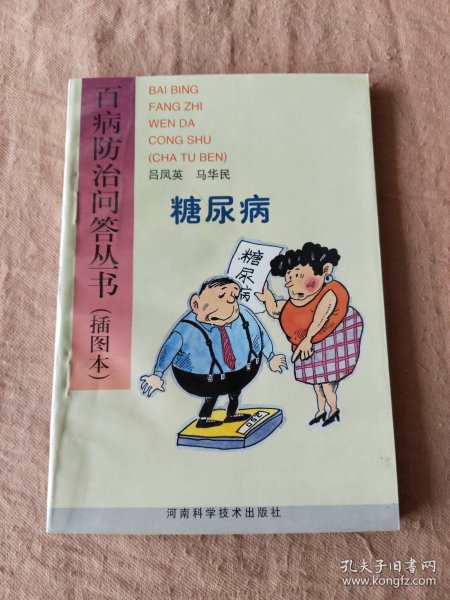 百病防治问答丛书(插图本)
BAI BING
FANG ZHI
WEN DA
CONG SHU
(CHA TU BEN)
吕凤英 马华民
糖尿病
糖尿病
河南科学技术出版社
孔夫子旧书网
www.kongfz.com